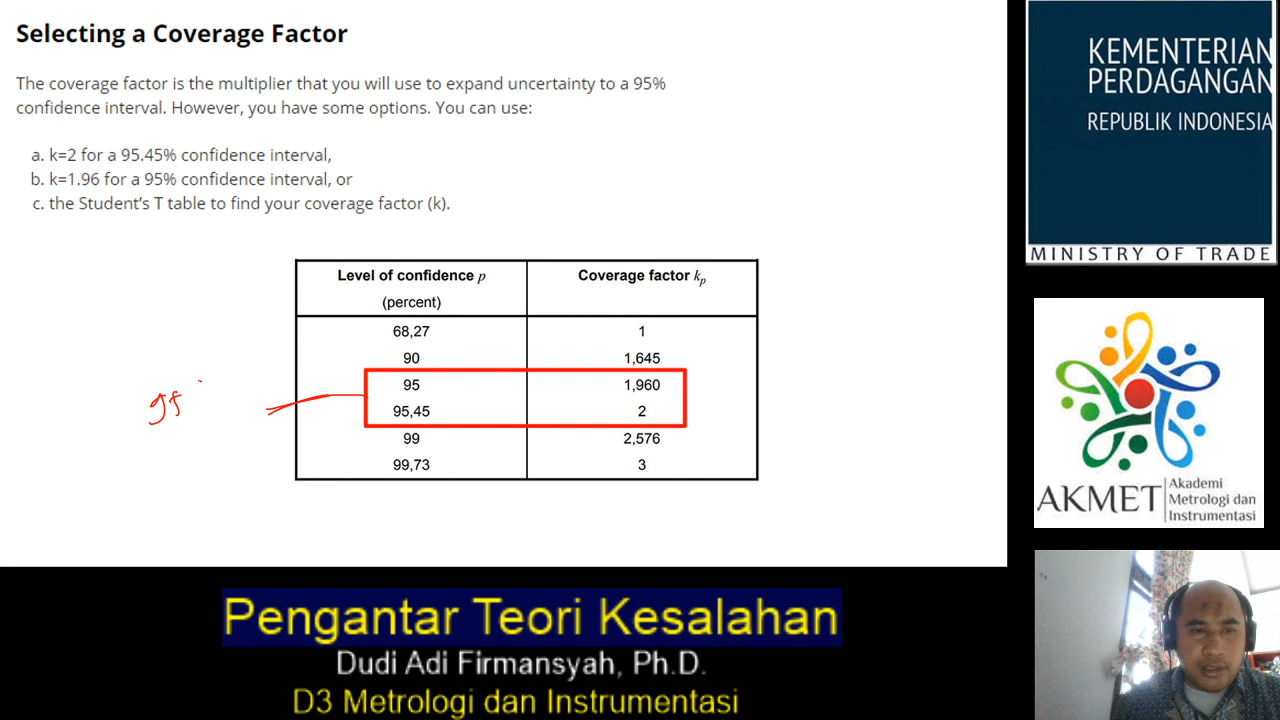 Selecting a Coverage Factor
The coverage factor is the multiplier that you will use to expand uncertainty to a 95%
confidence interval. However, you have some options. You can use:
a. k=2 for a 95.45% confidence interval,
b. k=1.96 for a 95% confidence interval, or
c. the Student's T table to find your coverage factor (k).
Level of confidence p Coverage factor kp
(percent)
68,27 1
90 1,645
95 1,960
95,45 2
99 2,576
99,73 3
95
KEMENTERIAN
PERDAGANGAN
REPUBLIK INDONESIA
MINISTRY OF TRADE
AKMET
Akademi
Metrologi dan
Instrumentasi
Pengantar Teori Kesalahan
Dudi Adi Firmansyah, Ph.D.
D3 Metrologi dan Instrumentasi